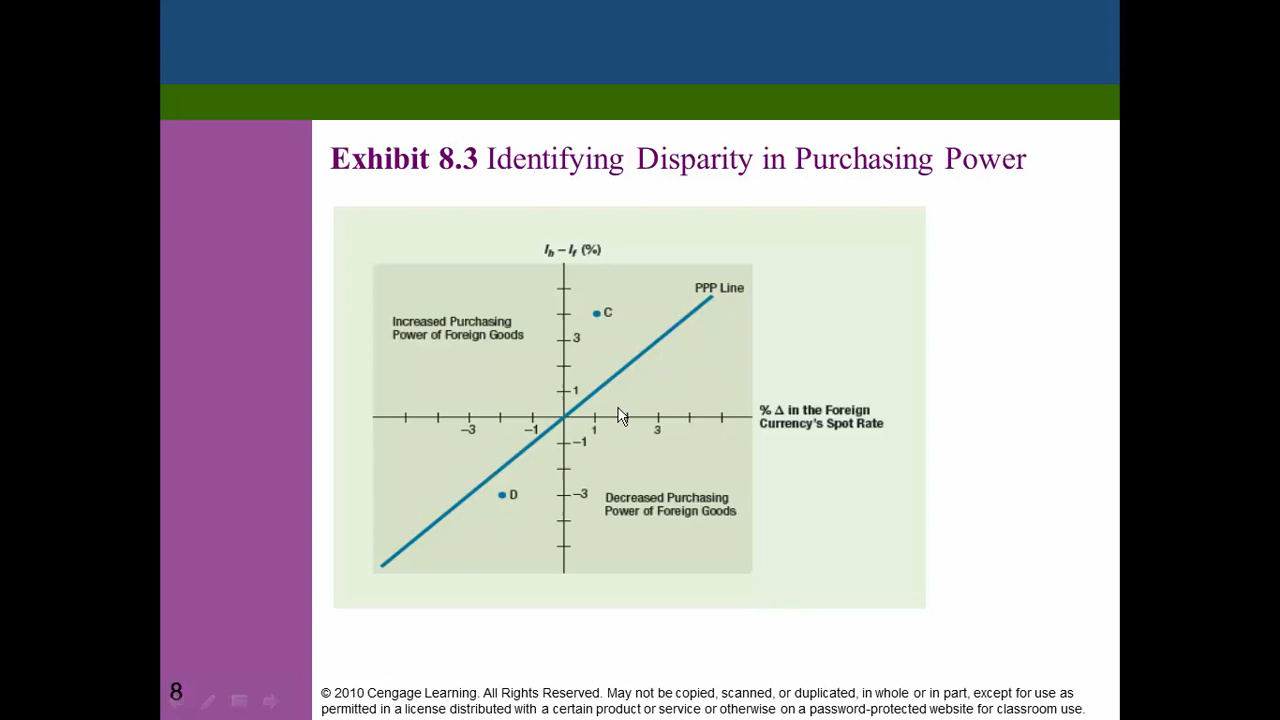 Exhibit 8.3 Identifying Disparity in Purchasing Power
Ih – If (%)
PPP Line
C
Increased Purchasing
Power of Foreign Goods
3
1
% Δ in the Foreign
Currency's Spot Rate
–3
–1
1
3
–1
D
–3
Decreased Purchasing
Power of Foreign Goods
8
© 2010 Cengage Learning. All Rights Reserved. May not be copied, scanned, or duplicated, in whole or in part, except for use as
permitted in a license distributed with a certain product or service or otherwise on a password-protected website for classroom use.